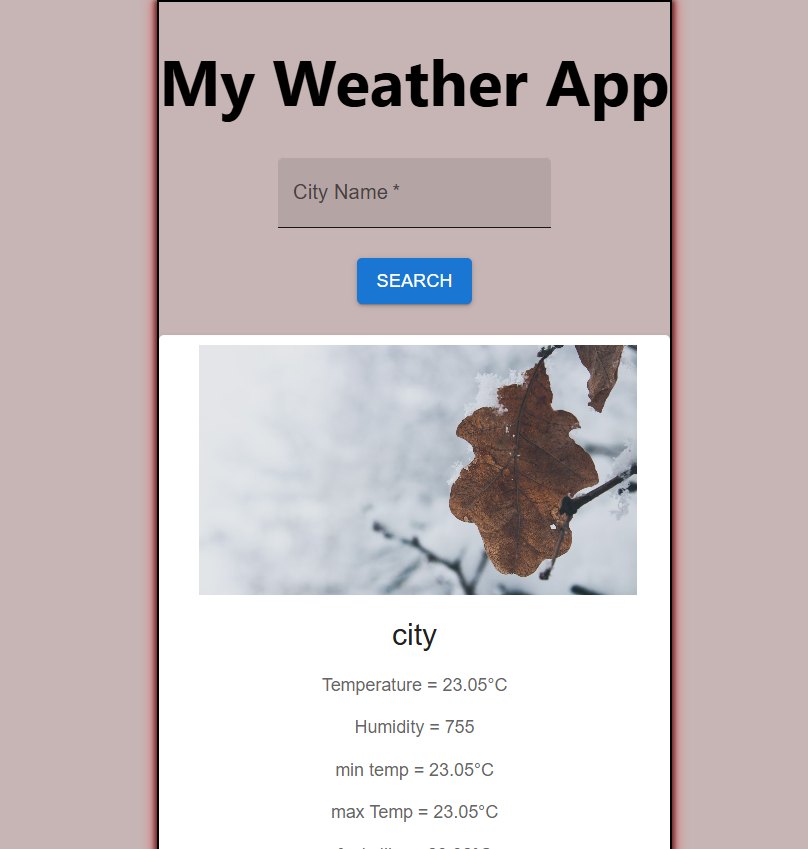 My Weather App
City Name *
SEARCH
city
Temperature = 23.05°C
Humidity = 755
min temp = 23.05°C
max Temp = 23.05°C